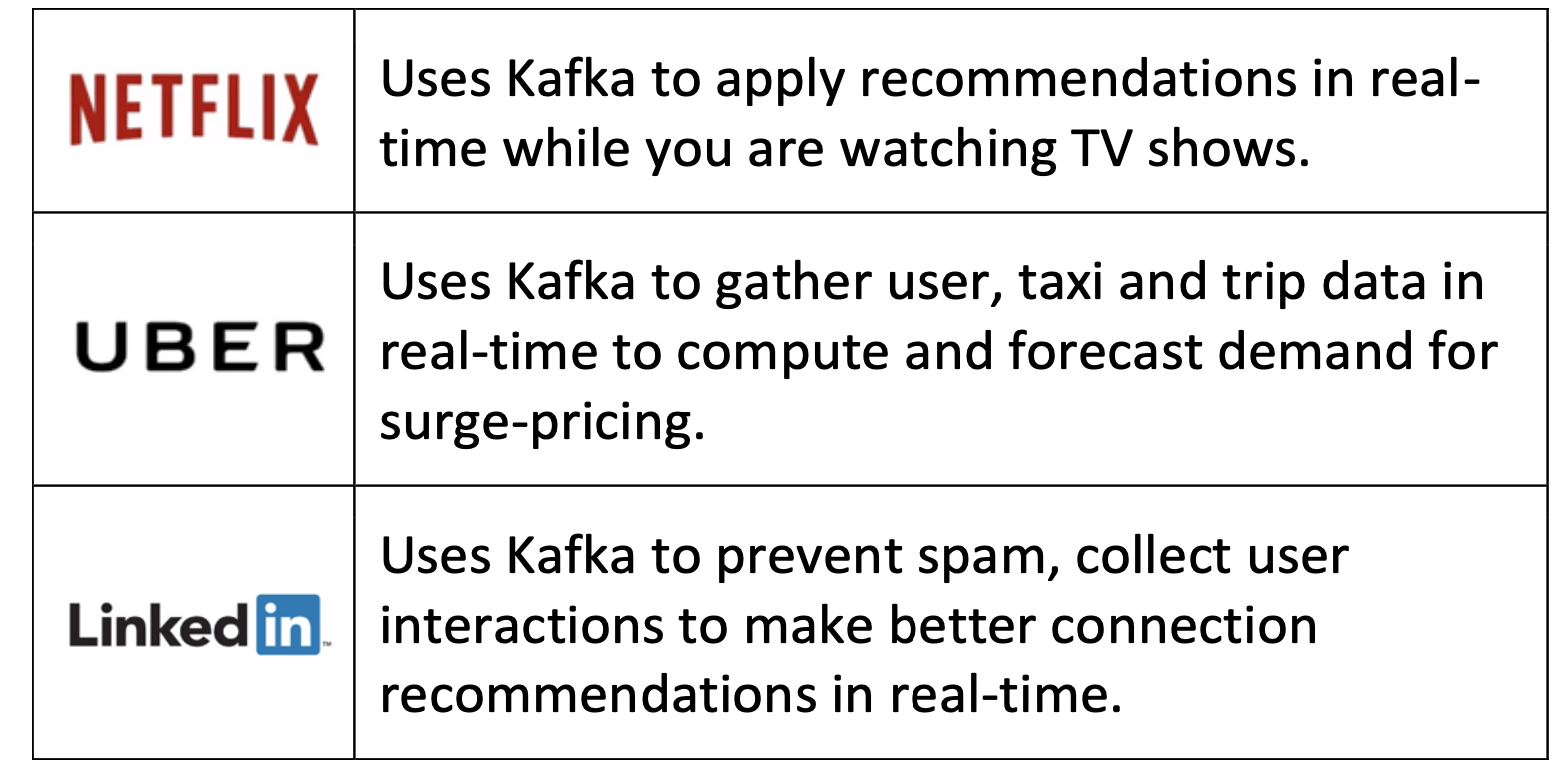 NETFLIX
Uses Kafka to apply recommendations in real-
time while you are watching TV shows.
UBER
Uses Kafka to gather user, taxi and trip data in
real-time to compute and forecast demand for
surge-pricing.
Linked in ™
Uses Kafka to prevent spam, collect user
interactions to make better connection
recommendations in real-time.